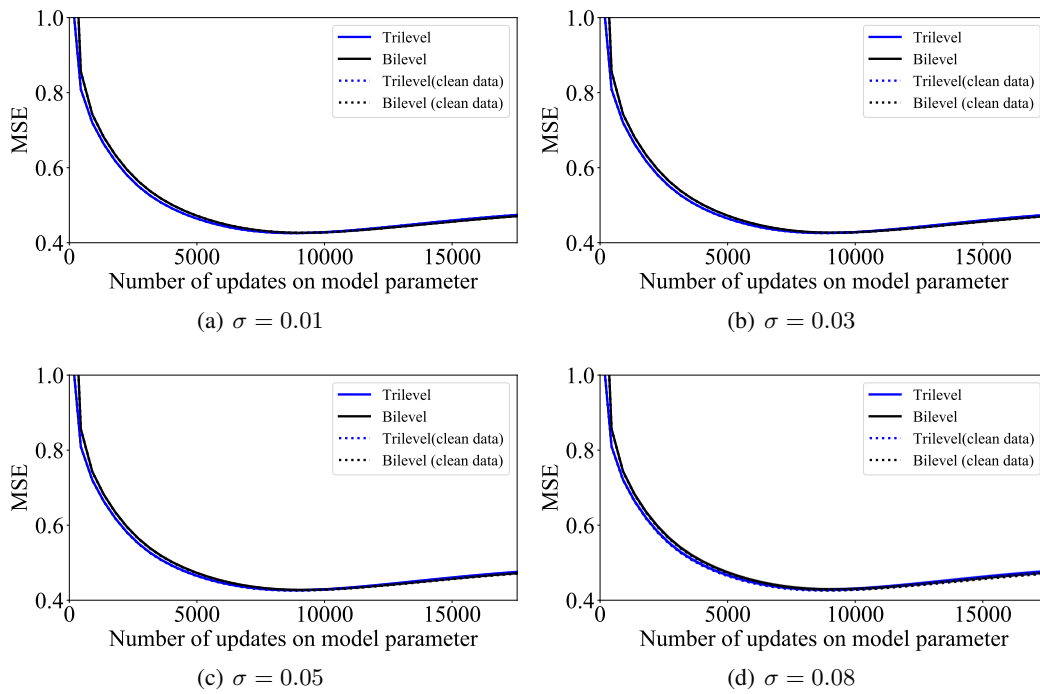 1.0
0.8
0.6
0.4
MSE
0 5000 10000 15000
Number of updates on model parameter
Trilevel
Bilevel
Trilevel(clean data)
Bilevel (clean data)
(a) σ = 0.01
1.0
0.8
0.6
0.4
MSE
0 5000 10000 15000
Number of updates on model parameter
Trilevel
Bilevel
Trilevel(clean data)
Bilevel (clean data)
(b) σ = 0.03
1.0
0.8
0.6
0.4
MSE
0 5000 10000 15000
Number of updates on model parameter
Trilevel
Bilevel
Trilevel(clean data)
Bilevel (clean data)
(c) σ = 0.05
1.0
0.8
0.6
0.4
MSE
0 5000 10000 15000
Number of updates on model parameter
Trilevel
Bilevel
Trilevel(clean data)
Bilevel (clean data)
(d) σ = 0.08